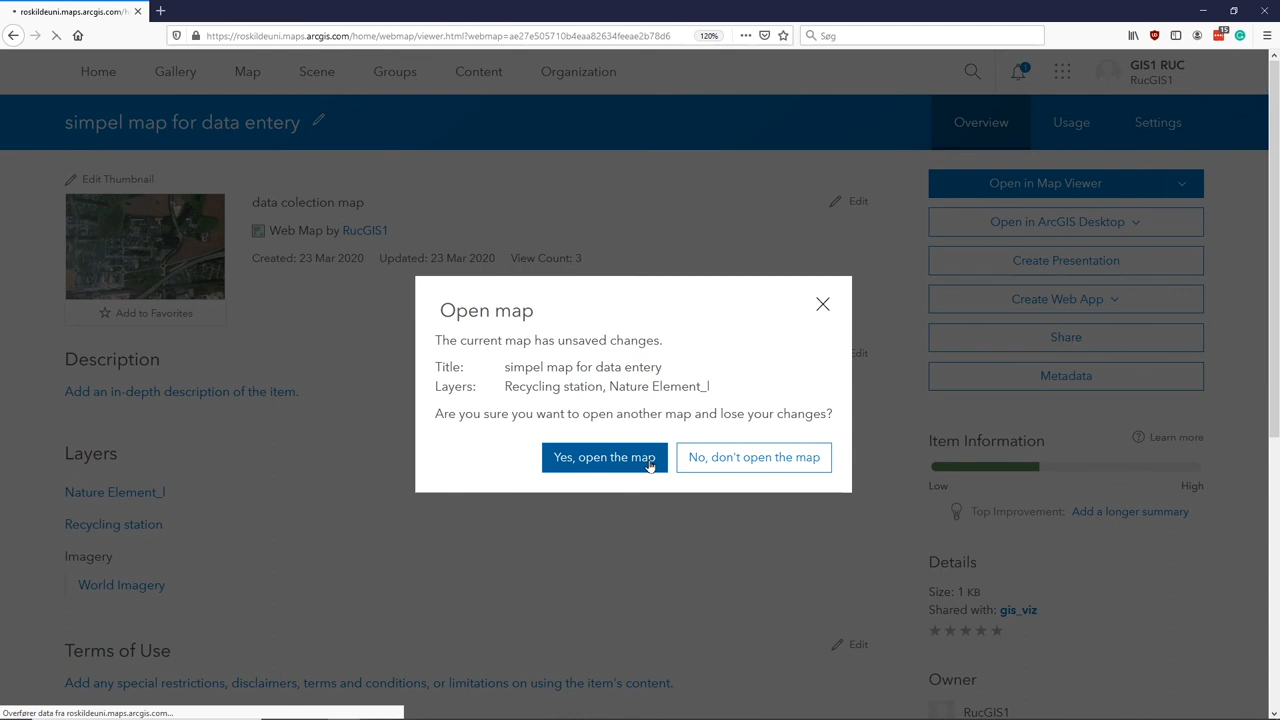 roskildeuni.maps.arcgis.com/h
https://roskildeuni.maps.arcgis.com/home/webmap/viewer.html?webmap=ae27e505710b4eaa82634feeae2b78d6
120%
Søg
15
Home
Gallery
Map
Scene
Groups
Content
Organization
1
GIS1 RUC
RucGIS1
simpel map for data entery
Overview
Usage
Settings
Edit Thumbnail
data colection map
Edit
Web Map by RucGIS1
Created: 23 Mar 2020 Updated: 23 Mar 2020 View Count: 3
Add to Favorites
Open in Map Viewer
Open in ArcGIS Desktop
Create Presentation
Create Web App
Share
Metadata
Open map
The current map has unsaved changes.
Title: simpel map for data entery
Layers: Recycling station, Nature Element_l
Are you sure you want to open another map and lose your changes?
Yes, open the map
No, don't open the map
Description
Edit
Add an in-depth description of the item.
Layers
Nature Element_l
Recycling station
Imagery
World Imagery
Terms of Use
Edit
Add any special restrictions, disclaimers, terms and conditions, or limitations on using the item's content.
Item Information
Learn more
Low
High
Top Improvement: Add a longer summary
Details
Size: 1 KB
Shared with: gis_viz
Owner
RucGIS1
Overfører data fra roskildeuni.maps.arcgis.com...